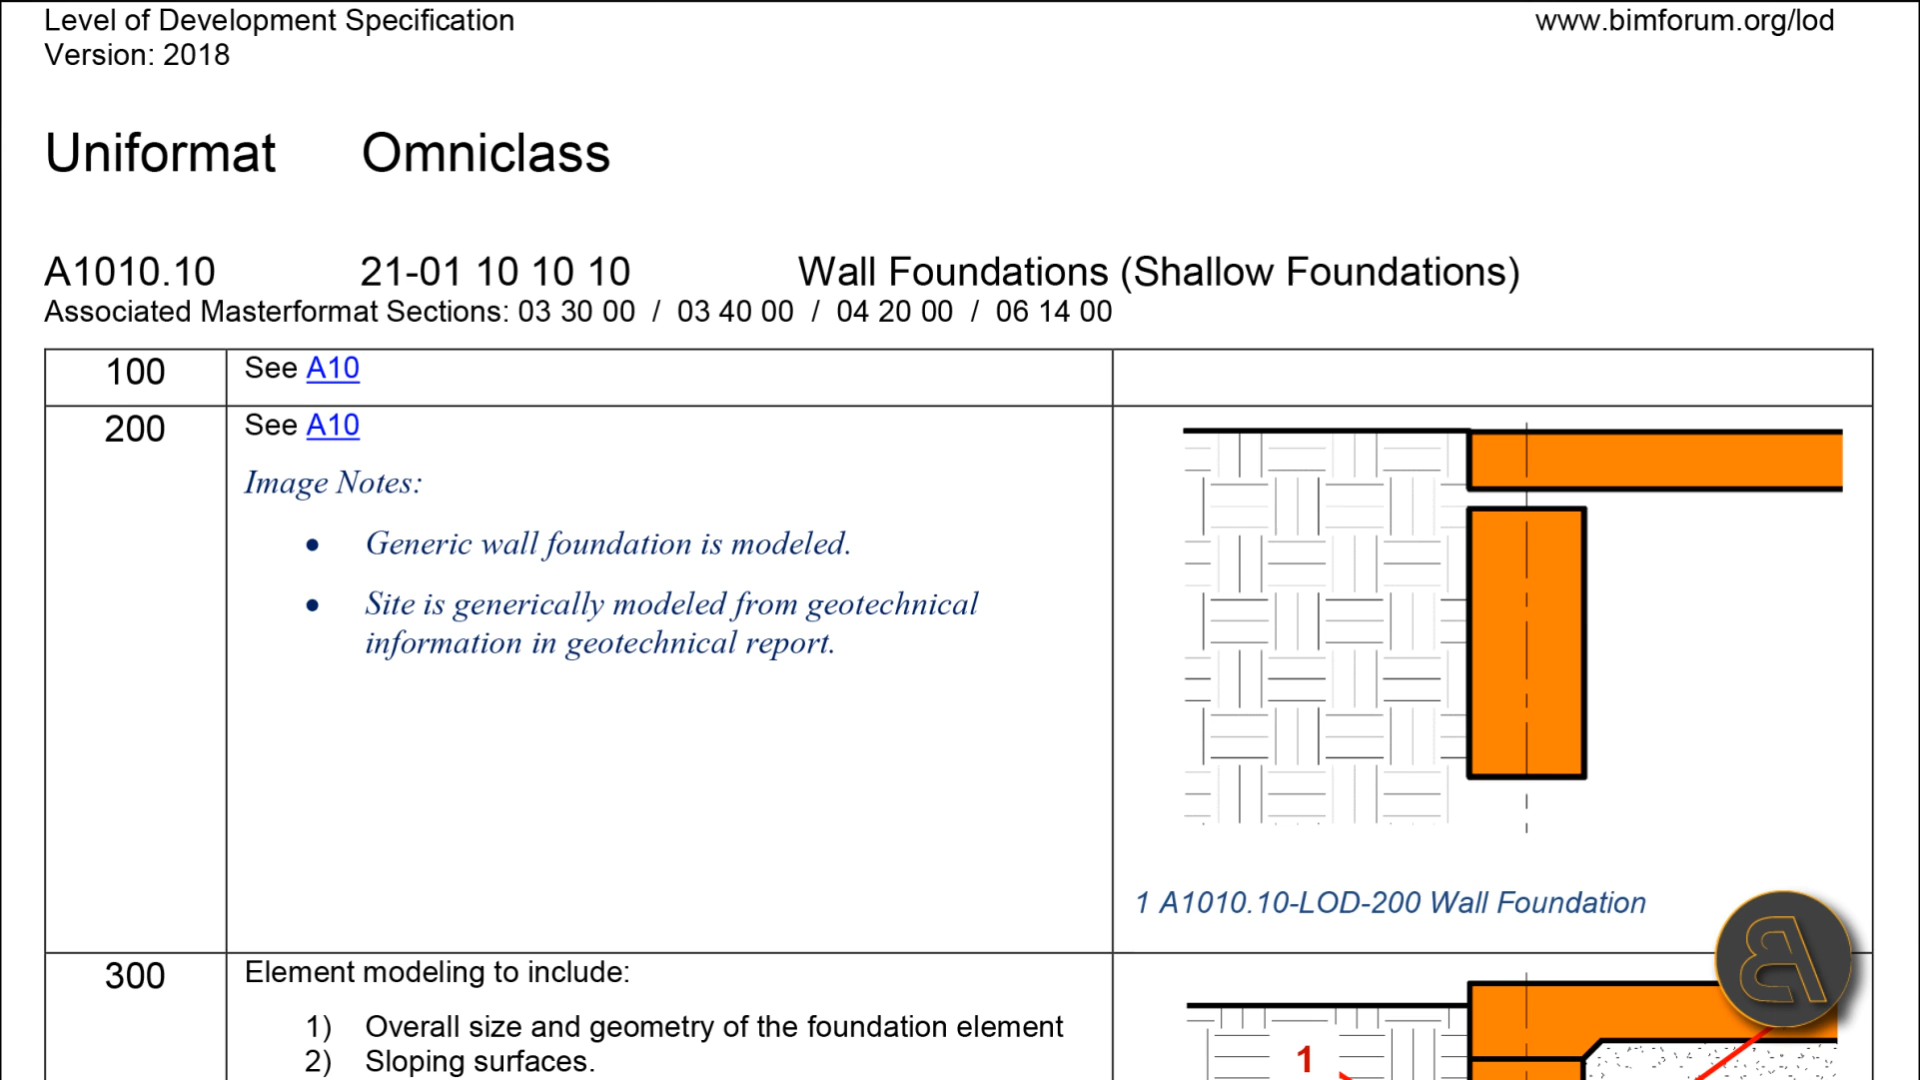 Level of Development Specification
www.bimforum.org/lod
Version: 2018
Uniformat Omniclass
A1010.10 21-01 10 10 10 Wall Foundations (Shallow Foundations)
Associated Masterformat Sections: 03 30 00 / 03 40 00 / 04 20 00 / 06 14 00
100 See A10
200 See A10
Image Notes:
• Generic wall foundation is modeled.
• Site is generically modeled from geotechnical
information in geotechnical report.
1 A1010.10-LOD-200 Wall Foundation
300 Element modeling to include:
1) Overall size and geometry of the foundation element
2) Sloping surfaces.
1